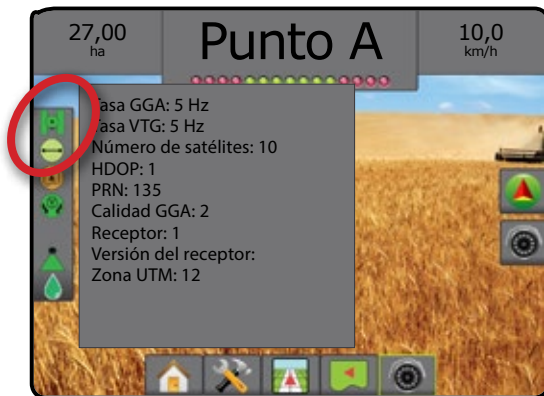 27,00
ha
Punto A
10,0
km/h
Tasa GGA: 5 Hz
Tasa VTG: 5 Hz
Número de satélites: 10
HDOP: 1
PRN: 135
Calidad GGA: 2
Receptor: 1
Versión del receptor:
Zona UTM: 12